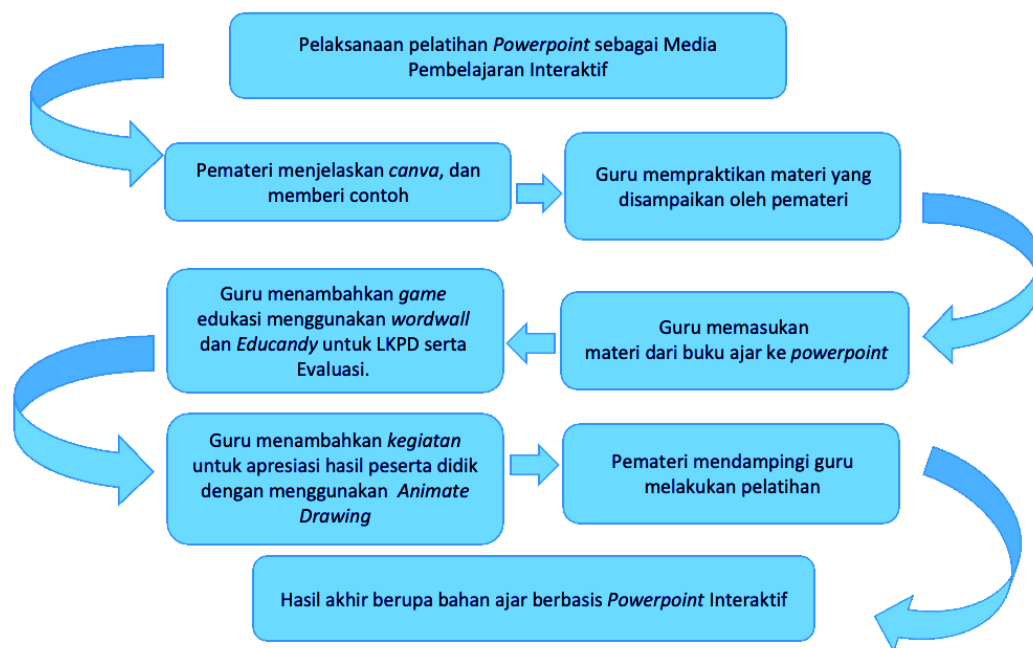 Pelaksanaan pelatihan Powerpoint sebagai Media
Pembelajaran Interaktif
Pemateri menjelaskan canva, dan
memberi contoh
Guru mempraktikan materi yang
disampaikan oleh pemateri
Guru memasukan
materi dari buku ajar ke powerpoint
Guru menambahkan game
edukasi menggunakan wordwall
dan Educandy untuk LKPD serta
Evaluasi.
Guru menambahkan kegiatan
untuk apresiasi hasil peserta didik
dengan menggunakan Animate
Drawing
Pemateri mendampingi guru
melakukan pelatihan
Hasil akhir berupa bahan ajar berbasis Powerpoint Interaktif